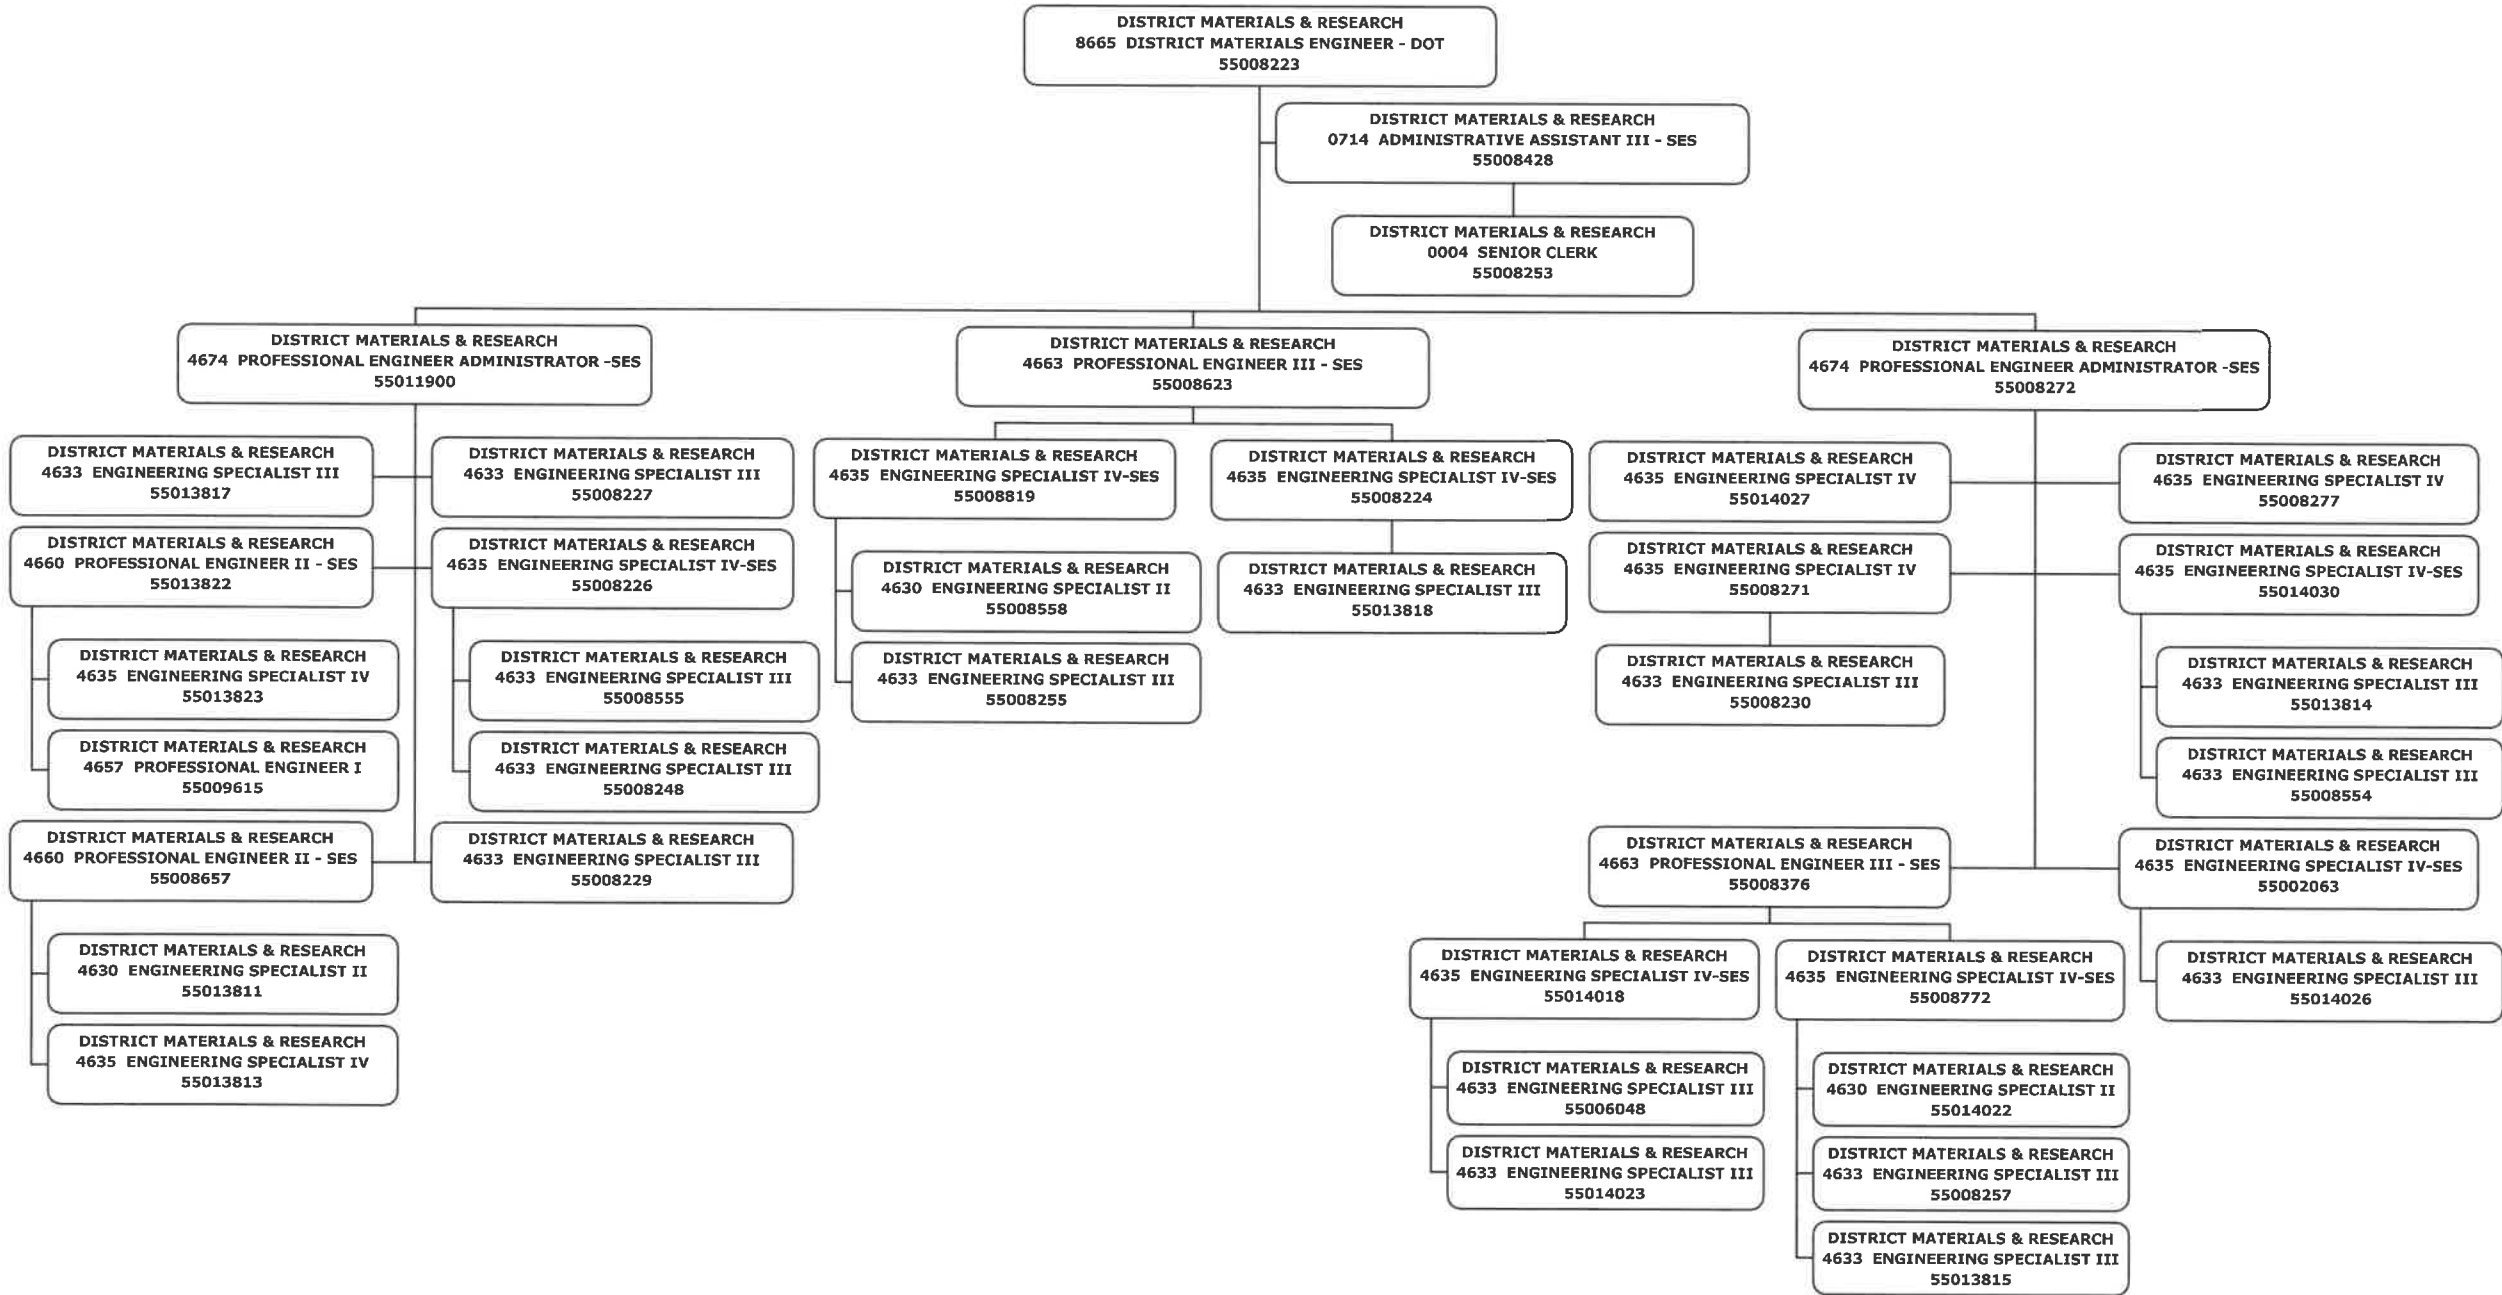 DISTRICT MATERIALS & RESEARCH
8665 DISTRICT MATERIALS ENGINEER - DOT
55008223
DISTRICT MATERIALS & RESEARCH
0714 ADMINISTRATIVE ASSISTANT III - SES
55008428
DISTRICT MATERIALS & RESEARCH
0004 SENIOR CLERK
55008253
DISTRICT MATERIALS & RESEARCH
4674 PROFESSIONAL ENGINEER ADMINISTRATOR -SES
55011900
DISTRICT MATERIALS & RESEARCH
4633 ENGINEERING SPECIALIST III
55013817
DISTRICT MATERIALS & RESEARCH
4633 ENGINEERING SPECIALIST III
55008227
DISTRICT MATERIALS & RESEARCH
4660 PROFESSIONAL ENGINEER II - SES
55013822
DISTRICT MATERIALS & RESEARCH
4635 ENGINEERING SPECIALIST IV-SES
55008226
DISTRICT MATERIALS & RESEARCH
4635 ENGINEERING SPECIALIST IV
55013823
DISTRICT MATERIALS & RESEARCH
4633 ENGINEERING SPECIALIST III
55008555
DISTRICT MATERIALS & RESEARCH
4657 PROFESSIONAL ENGINEER I
55009615
DISTRICT MATERIALS & RESEARCH
4633 ENGINEERING SPECIALIST III
55008248
DISTRICT MATERIALS & RESEARCH
4660 PROFESSIONAL ENGINEER II - SES
55008657
DISTRICT MATERIALS & RESEARCH
4633 ENGINEERING SPECIALIST III
55008229
DISTRICT MATERIALS & RESEARCH
4630 ENGINEERING SPECIALIST II
55013811
DISTRICT MATERIALS & RESEARCH
4635 ENGINEERING SPECIALIST IV
55013813
DISTRICT MATERIALS & RESEARCH
4663 PROFESSIONAL ENGINEER III - SES
55008623
DISTRICT MATERIALS & RESEARCH
4635 ENGINEERING SPECIALIST IV-SES
55008819
DISTRICT MATERIALS & RESEARCH
4635 ENGINEERING SPECIALIST IV-SES
55008224
DISTRICT MATERIALS & RESEARCH
4630 ENGINEERING SPECIALIST II
55008558
DISTRICT MATERIALS & RESEARCH
4633 ENGINEERING SPECIALIST III
55013818
DISTRICT MATERIALS & RESEARCH
4633 ENGINEERING SPECIALIST III
55008255
DISTRICT MATERIALS & RESEARCH
4674 PROFESSIONAL ENGINEER ADMINISTRATOR -SES
55008272
DISTRICT MATERIALS & RESEARCH
4635 ENGINEERING SPECIALIST IV
55014027
DISTRICT MATERIALS & RESEARCH
4635 ENGINEERING SPECIALIST IV
55008277
DISTRICT MATERIALS & RESEARCH
4635 ENGINEERING SPECIALIST IV
55008271
DISTRICT MATERIALS & RESEARCH
4635 ENGINEERING SPECIALIST IV-SES
55014030
DISTRICT MATERIALS & RESEARCH
4633 ENGINEERING SPECIALIST III
55008230
DISTRICT MATERIALS & RESEARCH
4633 ENGINEERING SPECIALIST III
55013814
DISTRICT MATERIALS & RESEARCH
4633 ENGINEERING SPECIALIST III
55008554
DISTRICT MATERIALS & RESEARCH
4663 PROFESSIONAL ENGINEER III - SES
55008376
DISTRICT MATERIALS & RESEARCH
4635 ENGINEERING SPECIALIST IV-SES
55002063
DISTRICT MATERIALS & RESEARCH
4635 ENGINEERING SPECIALIST IV-SES
55014018
DISTRICT MATERIALS & RESEARCH
4635 ENGINEERING SPECIALIST IV-SES
55008772
DISTRICT MATERIALS & RESEARCH
4633 ENGINEERING SPECIALIST III
55014026
DISTRICT MATERIALS & RESEARCH
4633 ENGINEERING SPECIALIST III
55006048
DISTRICT MATERIALS & RESEARCH
4630 ENGINEERING SPECIALIST II
55014022
DISTRICT MATERIALS & RESEARCH
4633 ENGINEERING SPECIALIST III
55014023
DISTRICT MATERIALS & RESEARCH
4633 ENGINEERING SPECIALIST III
55008257
DISTRICT MATERIALS & RESEARCH
4633 ENGINEERING SPECIALIST III
55013815